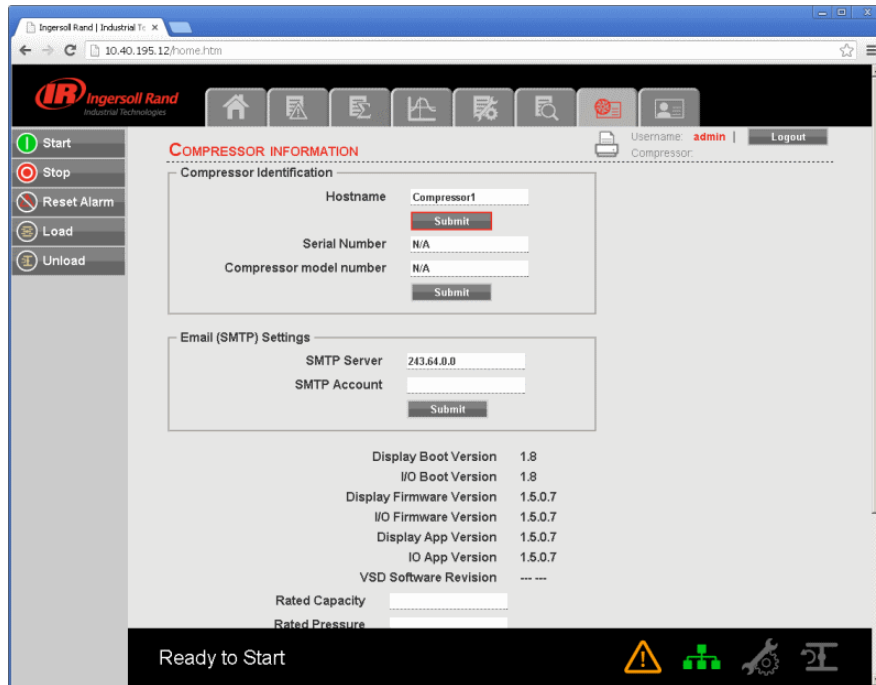 Ingersoll Rand | Industrial Te
10.40.195.12/home.htm
IR Ingersoll Rand
Industrial Technologies
Start
Stop
Reset Alarm
Load
Unload
COMPRESSOR INFORMATION
Username: admin | Logout
Compressor:
Compressor Identification
Hostname Compressor1
Submit
Serial Number N/A
Compressor model number N/A
Submit
Email (SMTP) Settings
SMTP Server 243.64.0.0
SMTP Account
Submit
Display Boot Version 1.8
I/O Boot Version 1.8
Display Firmware Version 1.5.0.7
I/O Firmware Version 1.5.0.7
Display App Version 1.5.0.7
IO App Version 1.5.0.7
VSD Software Revision --- ---
Rated Capacity
Rated Pressure
Ready to Start